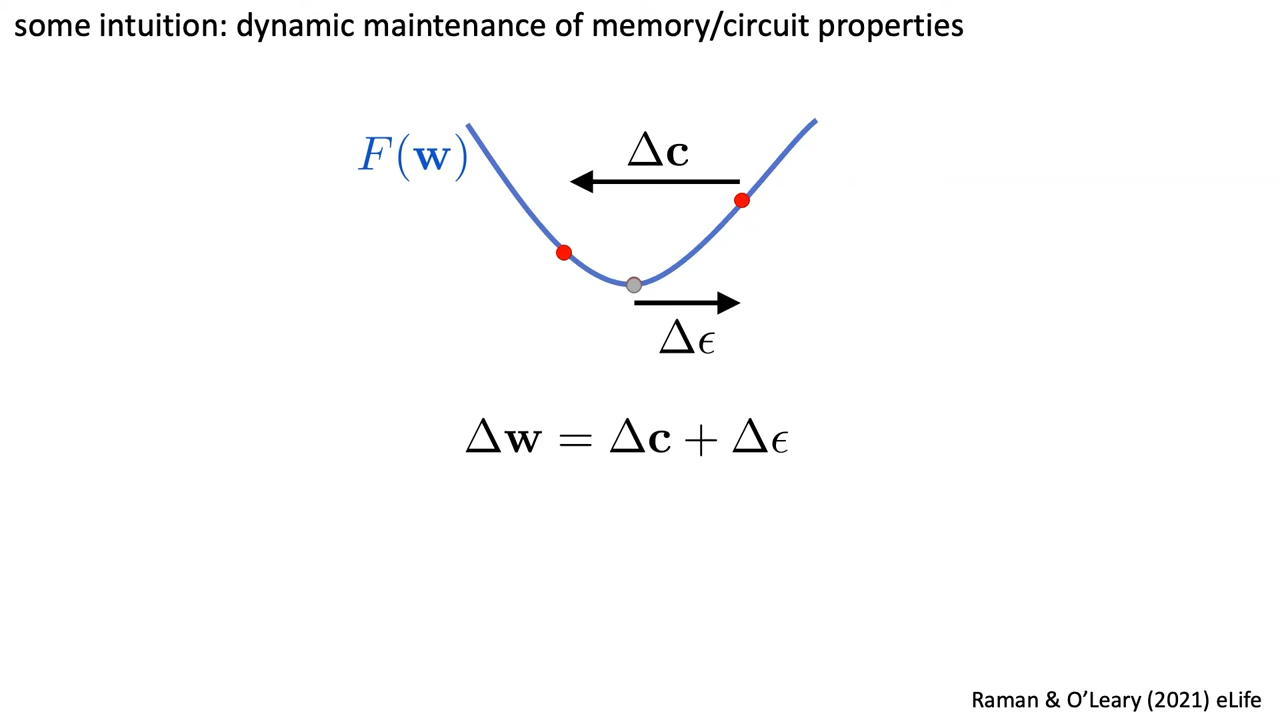 some intuition: dynamic maintenance of memory/circuit properties
F(w)
Δc
Δϵ
Δw = Δc + Δϵ
Raman & O’Leary (2021) eLife